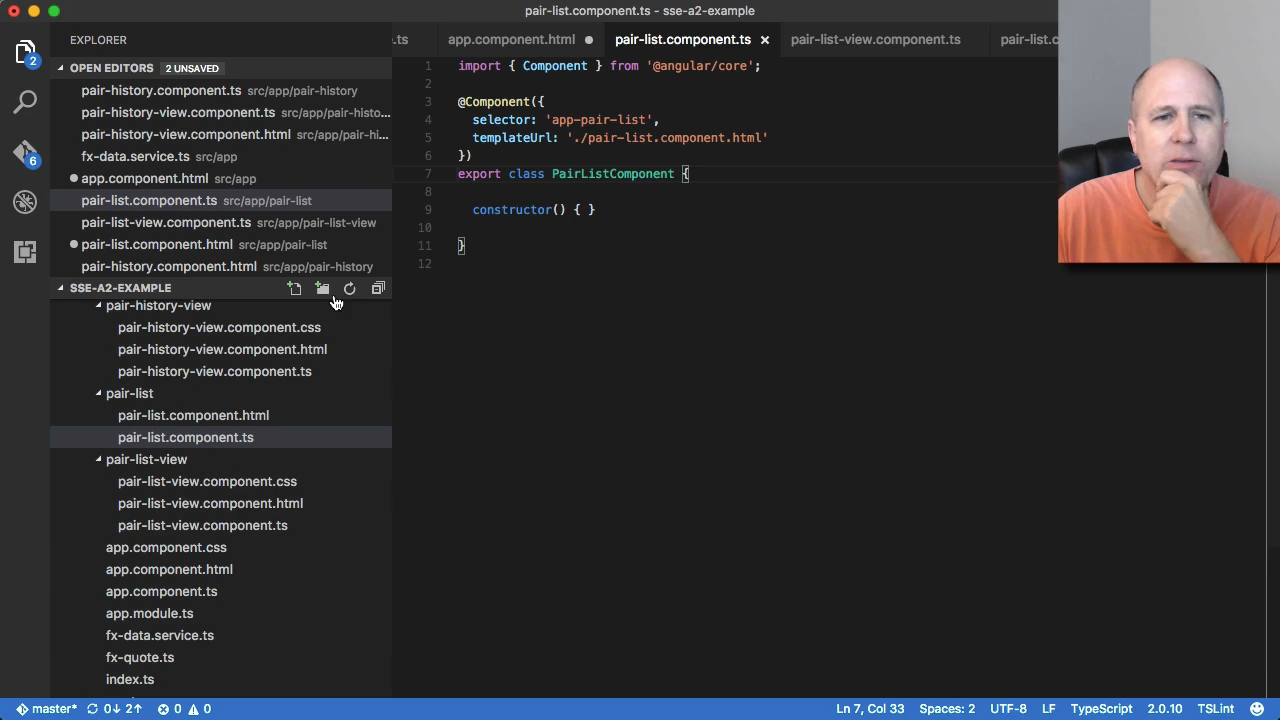 pair-list.component.ts - sse-a2-example
EXPLORER
.ts
app.component.html
pair-list.component.ts
pair-list-view.component.ts
pair-list.c
2
OPEN EDITORS 2 UNSAVED
pair-history.component.ts src/app/pair-history
pair-history-view.component.ts src/app/pair-histo...
pair-history-view.component.html src/app/pair-hi...
fx-data.service.ts src/app
app.component.html src/app
pair-list.component.ts src/app/pair-list
pair-list-view.component.ts src/app/pair-list-view
pair-list.component.html src/app/pair-list
pair-history.component.html src/app/pair-history
6
SSE-A2-EXAMPLE
pair-history-view
pair-history-view.component.css
pair-history-view.component.html
pair-history-view.component.ts
pair-list
pair-list.component.html
pair-list.component.ts
pair-list-view
pair-list-view.component.css
pair-list-view.component.html
pair-list-view.component.ts
app.component.css
app.component.html
app.component.ts
app.module.ts
fx-data.service.ts
fx-quote.ts
index.ts
1 import { Component } from '@angular/core';
2
3 @Component({
4 selector: 'app-pair-list',
5 templateUrl: './pair-list.component.html'
6 })
7 export class PairListComponent {
8
9 constructor() { }
10
11 }
12
master* 0↓ 2↑ 0 0
Ln 7, Col 33 Spaces: 2 UTF-8 LF TypeScript 2.0.10 TSLint